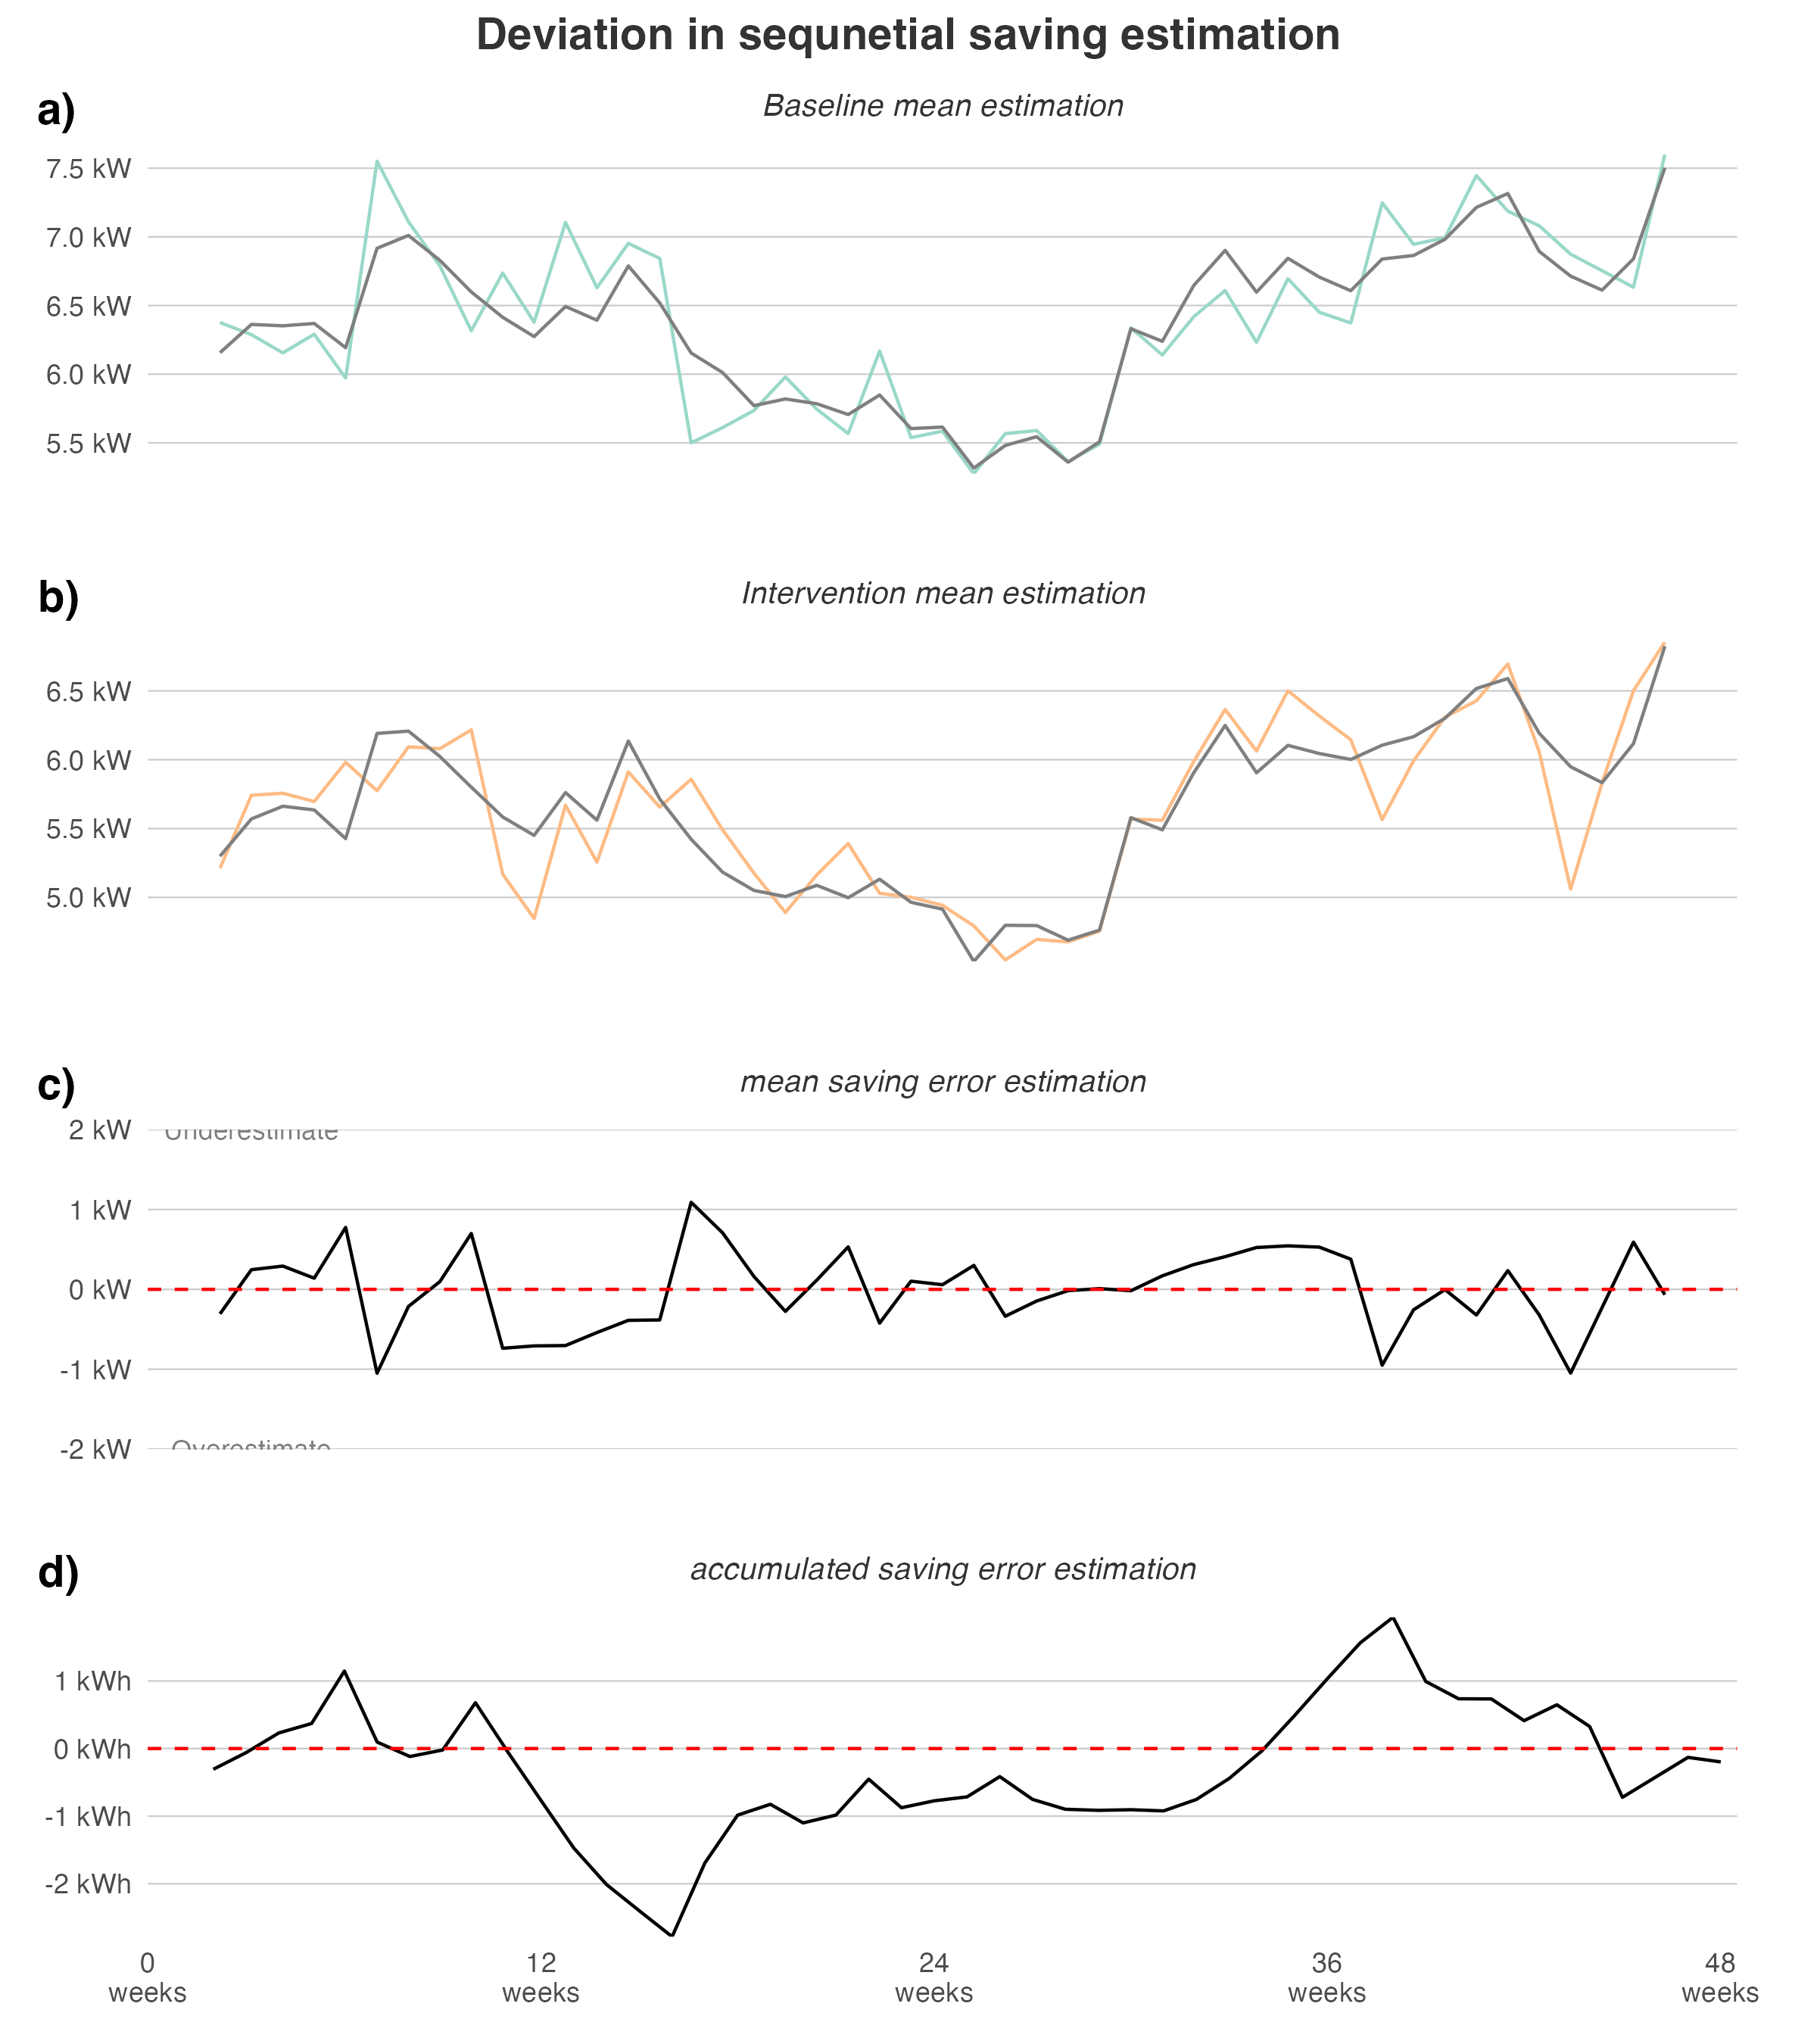 Deviation in sequnetial saving estimation
a)
Baseline mean estimation
7.5 kW
7.0 kW
6.5 kW
6.0 kW
5.5 kW
b)
Intervention mean estimation
6.5 kW
6.0 kW
5.5 kW
5.0 kW
c)
mean saving error estimation
2 kW
Underestimate
1 kW
0 kW
-1 kW
-2 kW
Overestimate
d)
accumulated saving error estimation
1 kWh
0 kWh
-1 kWh
-2 kWh
0 weeks
12 weeks
24 weeks
36 weeks
48 weeks